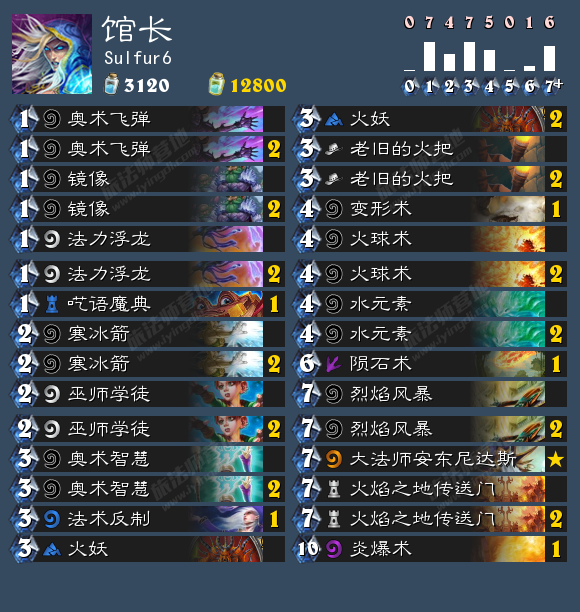 馆长
Sulfur6
3120 12800
0 7 4 7 5 0 1 6
0 1 2 3 4 5 6 7+
1 奥术飞弹
1 奥术飞弹 2
1 镜像
1 镜像 2
1 法力浮龙
1 法力浮龙 2
1 呓语魔典 1
2 寒冰箭
2 寒冰箭 2
2 巫师学徒
2 巫师学徒 2
3 奥术智慧
3 奥术智慧 2
3 法术反制 1
3 火妖
3 火妖 2
3 老旧的火把
3 老旧的火把 2
4 变形术 1
4 火球术
4 火球术 2
4 水元素
4 水元素 2
6 陨石术 1
7 烈焰风暴
7 烈焰风暴 2
7 大法师安东尼达斯 ★
7 火焰之地传送门
7 火焰之地传送门 2
10 炎爆术 1